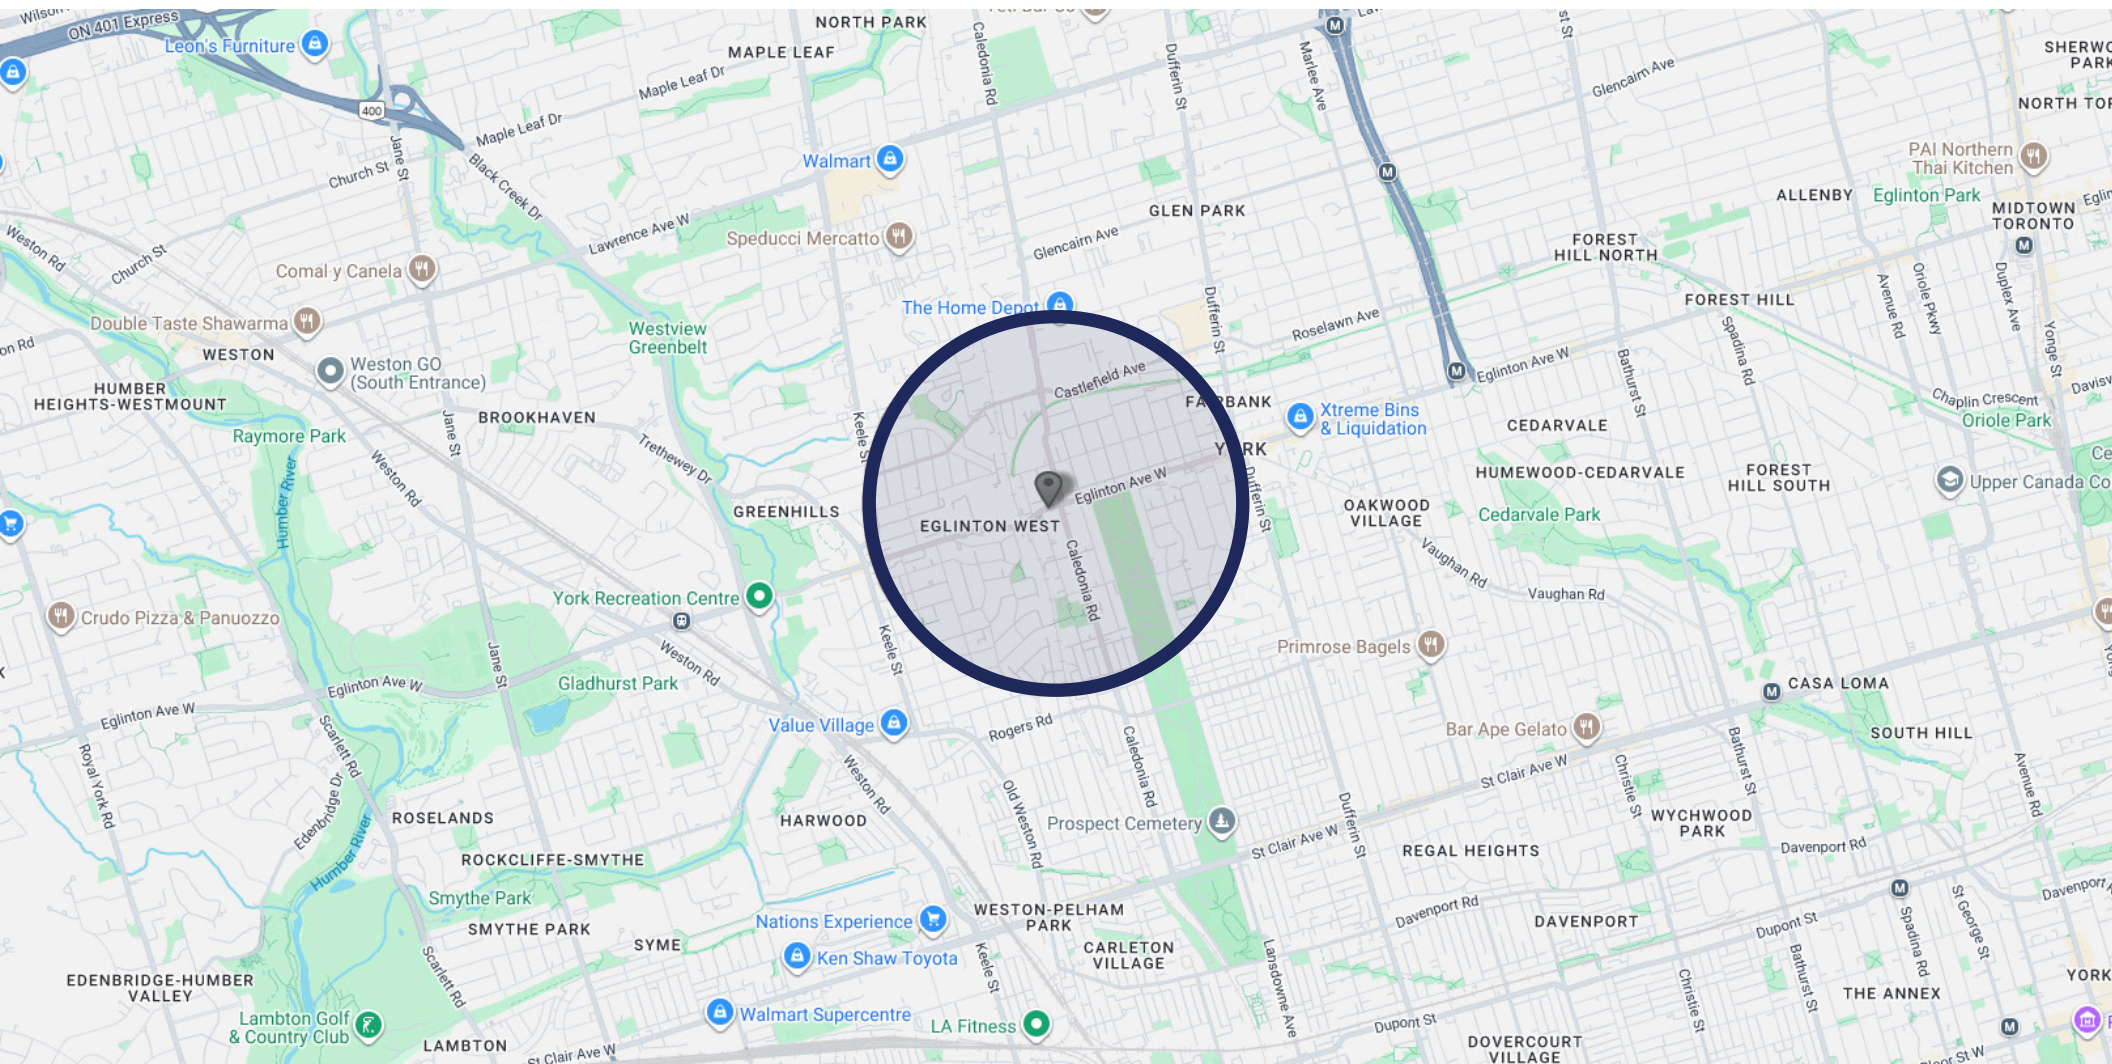 Wilson
ON 401 Express
Leon's Furniture
400
NORTH PARK
MAPLE LEAF
Maple Leaf Dr
Maple Leaf Dr
Caledonia Rd
Dufferin St
Marlee Ave
M
Glencairn Ave
SHERWO
PARK
NORTH TOR
PAI Northern
Thai Kitchen
ALLENBY
Eglinton Park
Eglin
MIDTOWN
TORONTO
M
Church St
Jane St
Black Creek Dr
Walmart
M
GLEN PARK
Weston Rd
Church St
Comal y Canela
Lawrence Ave W
Speducci Mercatto
Glencairn Ave
FOREST
HILL NORTH
FOREST HILL
Avenue Rd
Oriole Pkwy
Duplex Ave
Yonge St
Double Taste Shawarma
WESTON
Weston GO
(South Entrance)
Westview
Greenbelt
The Home Depot
Dufferin St
Roselawn Ave
M
Eglinton Ave W
Bathurst St
Spadina Rd
on Rd
HUMBER
HEIGHTS-WESTMOUNT
BROOKHAVEN
Jane St
Raymore Park
Humber River
Weston Rd
Trethewey Dr
Keele St
Castlefield Ave
FAIRBANK
YORK
Xtreme Bins
& Liquidation
CEDARVALE
Chaplin Crescent
Davisv
Oriole Park
HUMEWOOD-CEDARVALE
FOREST
HILL SOUTH
Upper Canada Co
Ce
GREENHILLS
EGLINTON WEST
Eglinton Ave W
Dufferin St
OAKWOOD
VILLAGE
Cedarvale Park
Vaughan Rd
Vaughan Rd
Caledonia Rd
York Recreation Centre
Crudo Pizza & Panuozzo
Weston Rd
Keele St
Primrose Bagels
Jane St
Eglinton Ave W
Eglinton Ave W
Gladhurst Park
Scarlett Rd
Royal York Rd
Value Village
Rogers Rd
M
CASA LOMA
SOUTH HILL
Bar Ape Gelato
St Clair Ave W
Bathurst St
Christie St
Avenue Rd
Edenbridge Dr
Weston Rd
Old Weston Rd
Caledonia Rd
ROSELANDS
HARWOOD
Prospect Cemetery
Dufferin St
St Clair Ave W
WYCHWOOD
PARK
REGAL HEIGHTS
Davenport Rd
ROCKCLIFFE-SMYTHE
Humber River
Smythe Park
SMYTHE PARK
SYME
Nations Experience
Ken Shaw Toyota
WESTON-PELHAM
PARK
CARLETON
VILLAGE
Davenport Rd
DAVENPORT
Dupont St
M
Spadina Rd
St George St
Davenport
EDENBRIDGE-HUMBER
VALLEY
Scarlett Rd
Keele St
Lansdowne Ave
Christie St
Bathurst St
THE ANNEX
YORK
Lambton Golf
& Country Club
LAMBTON
Walmart Supercentre
LA Fitness
St Clair Ave W
Dupont St
DOVERCOURT
VILLAGE
M
Bloor St W